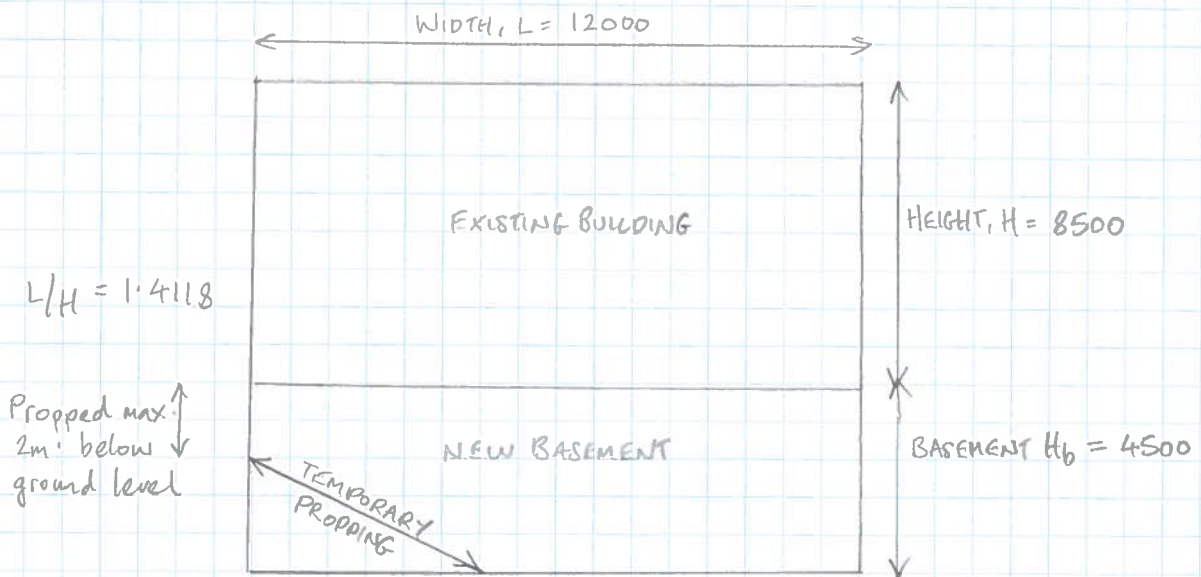 WIDTH, L = 12000
EXISTING BUILDING
HEIGHT, H = 8500
L/H = 1.4118
Propped max.
2m. below
ground level
NEW BASEMENT
BASEMENT Hb = 4500
TEMPORARY
PROPPING